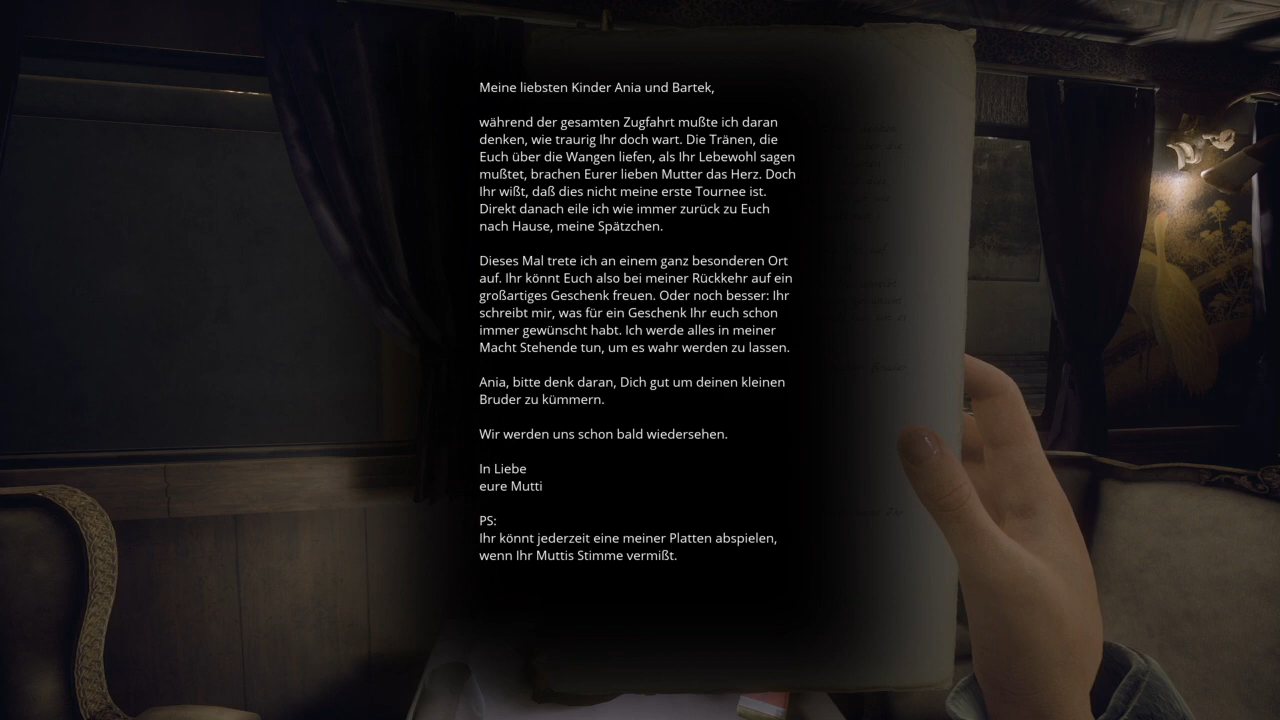 Meine liebsten Kinder Ania und Bartek,
während der gesamten Zugfahrt mußte ich daran
denken, wie traurig Ihr doch wart. Die Tränen, die
Euch über die Wangen liefen, als Ihr Lebewohl sagen
mußtet, brachen Eurer lieben Mutter das Herz. Doch
Ihr wißt, daß dies nicht meine erste Tournee ist.
Direkt danach eile ich wie immer zurück zu Euch
nach Hause, meine Spätzchen.
Dieses Mal trete ich an einem ganz besonderen Ort
auf. Ihr könnt Euch also bei meiner Rückkehr auf ein
großartiges Geschenk freuen. Oder noch besser: Ihr
schreibt mir, was für ein Geschenk Ihr euch schon
immer gewünscht habt. Ich werde alles in meiner
Macht Stehende tun, um es wahr werden zu lassen.
Ania, bitte denk daran, Dich gut um deinen kleinen
Bruder zu kümmern.
Wir werden uns schon bald wiedersehen.
In Liebe
eure Mutti
PS:
Ihr könnt jederzeit eine meiner Platten abspielen,
wenn Ihr Muttis Stimme vermißt.